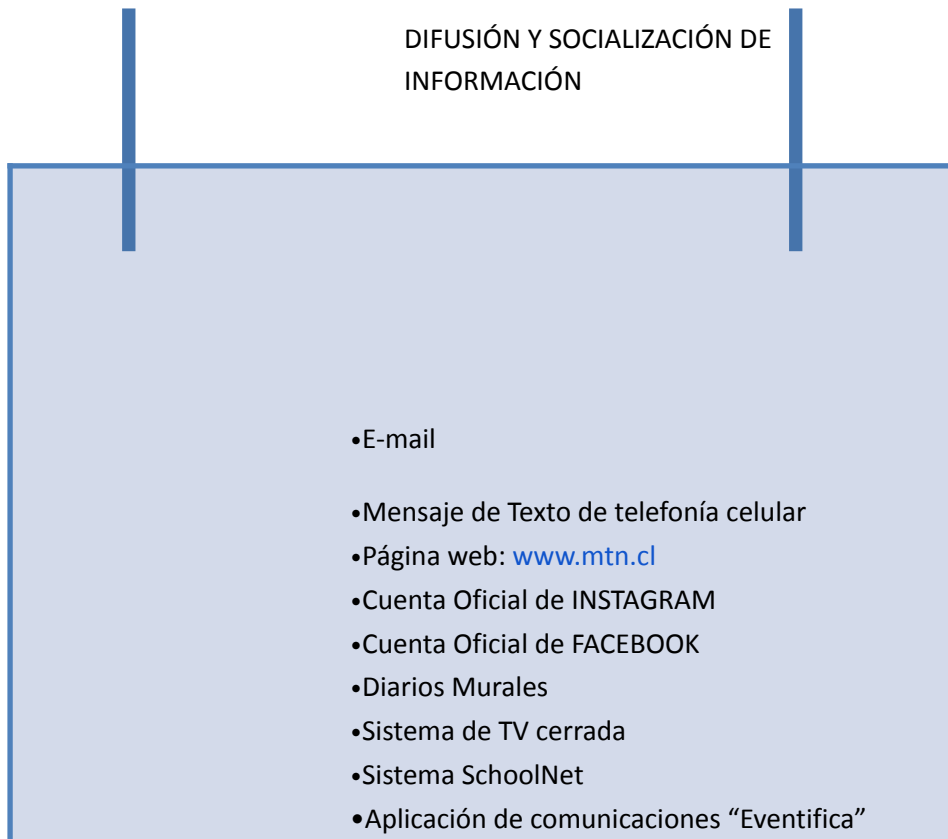 DIFUSIÓN Y SOCIALIZACIÓN DE
INFORMACIÓN
•E-mail
•Mensaje de Texto de telefonía celular
•Página web: www.mtn.cl
•Cuenta Oficial de INSTAGRAM
•Cuenta Oficial de FACEBOOK
•Diarios Murales
•Sistema de TV cerrada
•Sistema SchoolNet
•Aplicación de comunicaciones “Eventifica”